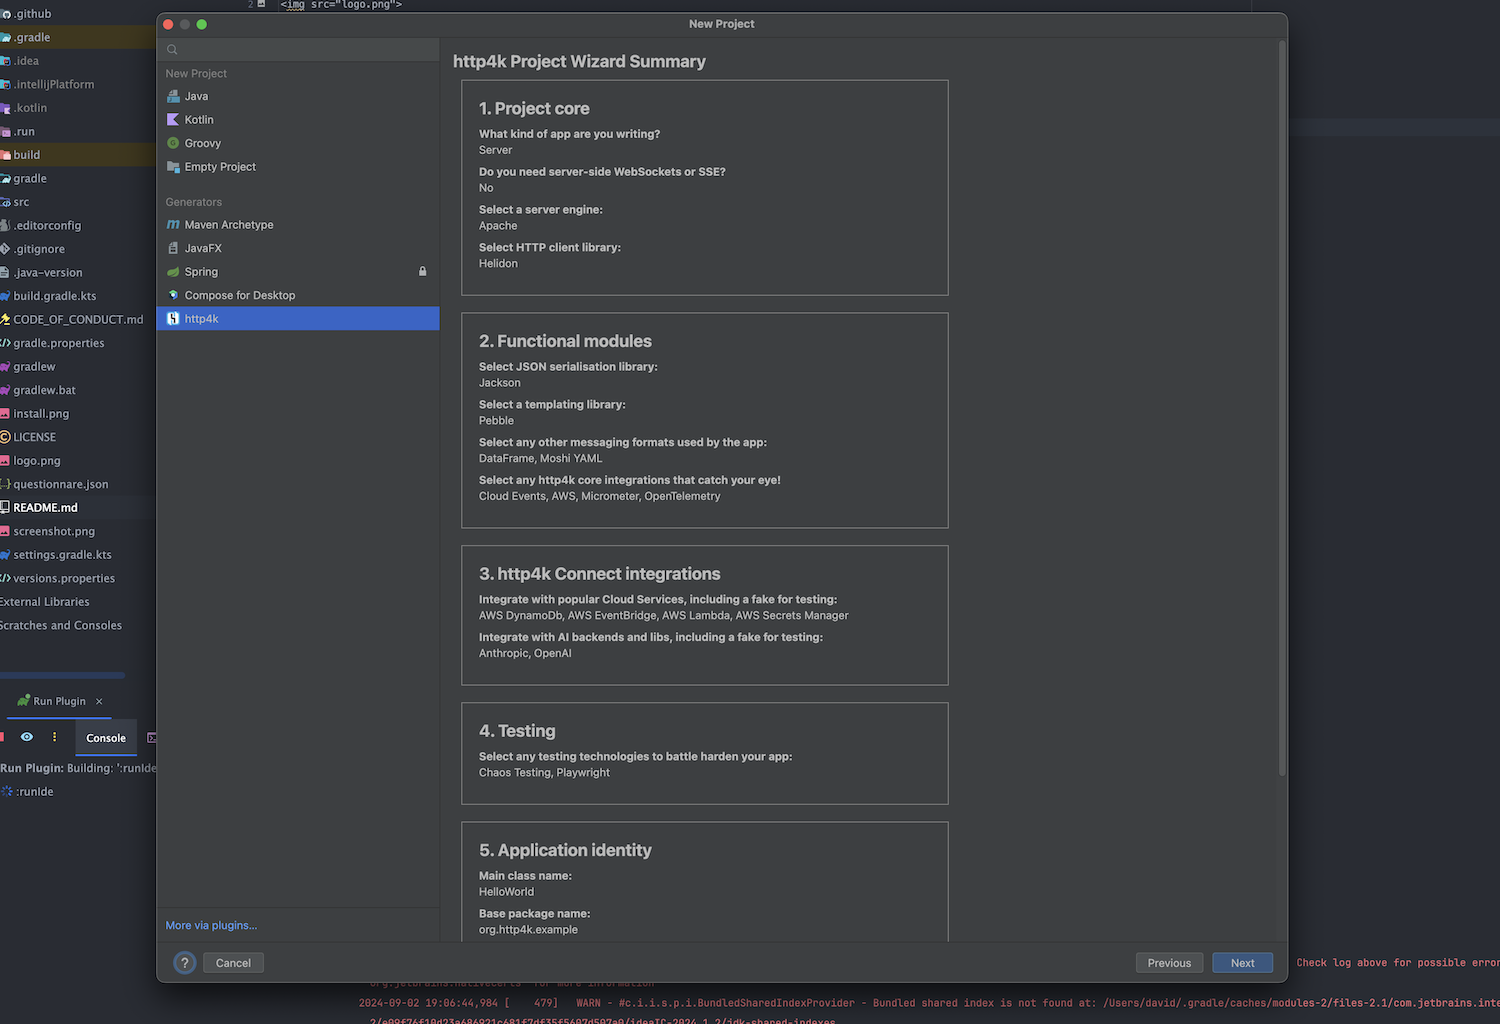 .github
.gradle
.idea
.intellijPlatform
.kotlin
.run
build
gradle
src
.editorconfig
.gitignore
.java-version
build.gradle.kts
CODE_OF_CONDUCT.md
gradle.properties
gradlew
gradlew.bat
install.png
LICENSE
logo.png
questionnare.json
README.md
screenshot.png
settings.gradle.kts
versions.properties
External Libraries
Scratches and Consoles
Run Plugin
Console
Run Plugin: Building: ':runIde
:runIde
2
<img src="logo.png">
New Project
New Project
Java
Kotlin
Groovy
Empty Project
Generators
Maven Archetype
JavaFX
Spring
Compose for Desktop
http4k
More via plugins...
http4k Project Wizard Summary
1. Project core
What kind of app are you writing?
Server
Do you need server-side WebSockets or SSE?
No
Select a server engine:
Apache
Select HTTP client library:
Helidon
2. Functional modules
Select JSON serialisation library:
Jackson
Select a templating library:
Pebble
Select any other messaging formats used by the app:
DataFrame, Moshi YAML
Select any http4k core integrations that catch your eye!
Cloud Events, AWS, Micrometer, OpenTelemetry
3. http4k Connect integrations
Integrate with popular Cloud Services, including a fake for testing:
AWS DynamoDb, AWS EventBridge, AWS Lambda, AWS Secrets Manager
Integrate with AI backends and libs, including a fake for testing:
Anthropic, OpenAI
4. Testing
Select any testing technologies to battle harden your app:
Chaos Testing, Playwright
5. Application identity
Main class name:
HelloWorld
Base package name:
org.http4k.example
?
Cancel
Previous
Next
Check log above for possible error
for more information
2024-09-02 19:06:44,984 [ 479] WARN - #c.i.i.s.p.i.BundledSharedIndexProvider - Bundled shared index is not found at: /Users/david/.gradle/caches/modules-2/files-2.1/com.jetbrains.inte